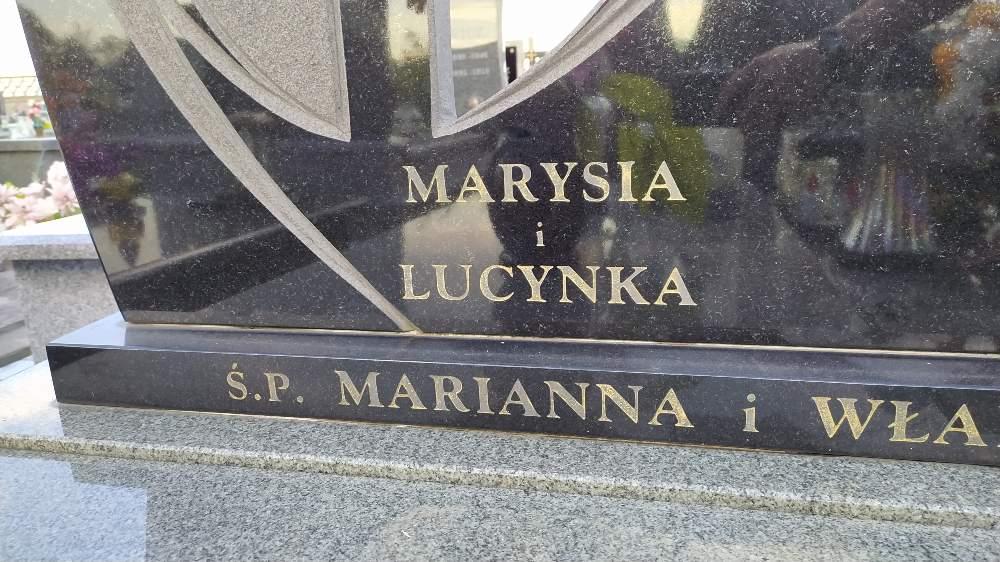 MARYSIA
i
LUCYNKA
Ś.P. MARIANNA i WŁA